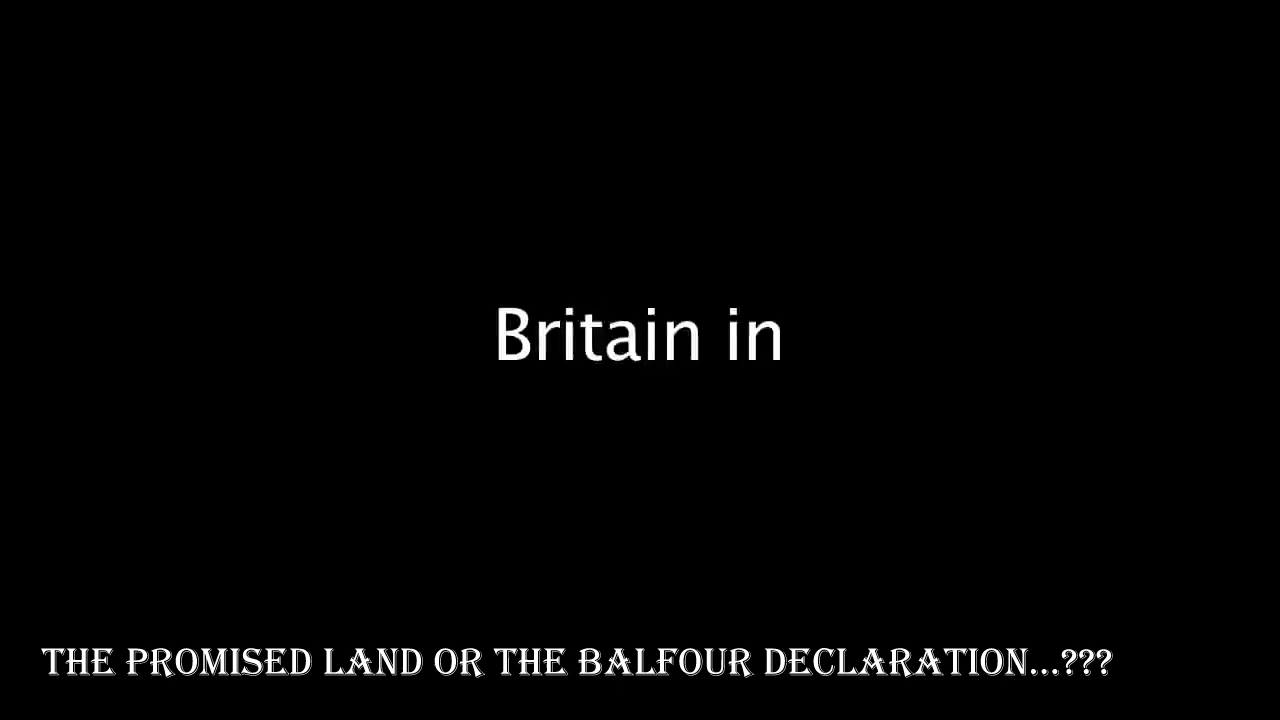 Britain in
THE PROMISED LAND OR THE BALFOUR DECLARATION...???